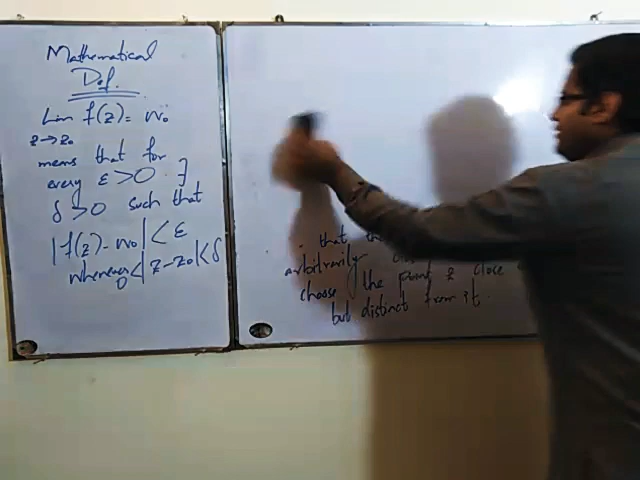 Mathematical
Def.
Lim f(z) = w₀
z→z₀
means that for
every ε > 0 ∃
δ > 0 such that
|f(z) - w₀| < ε
whenever 0 < |z - z₀| < δ
that the
arbitrarily
choose the point z close
but distinct from it.